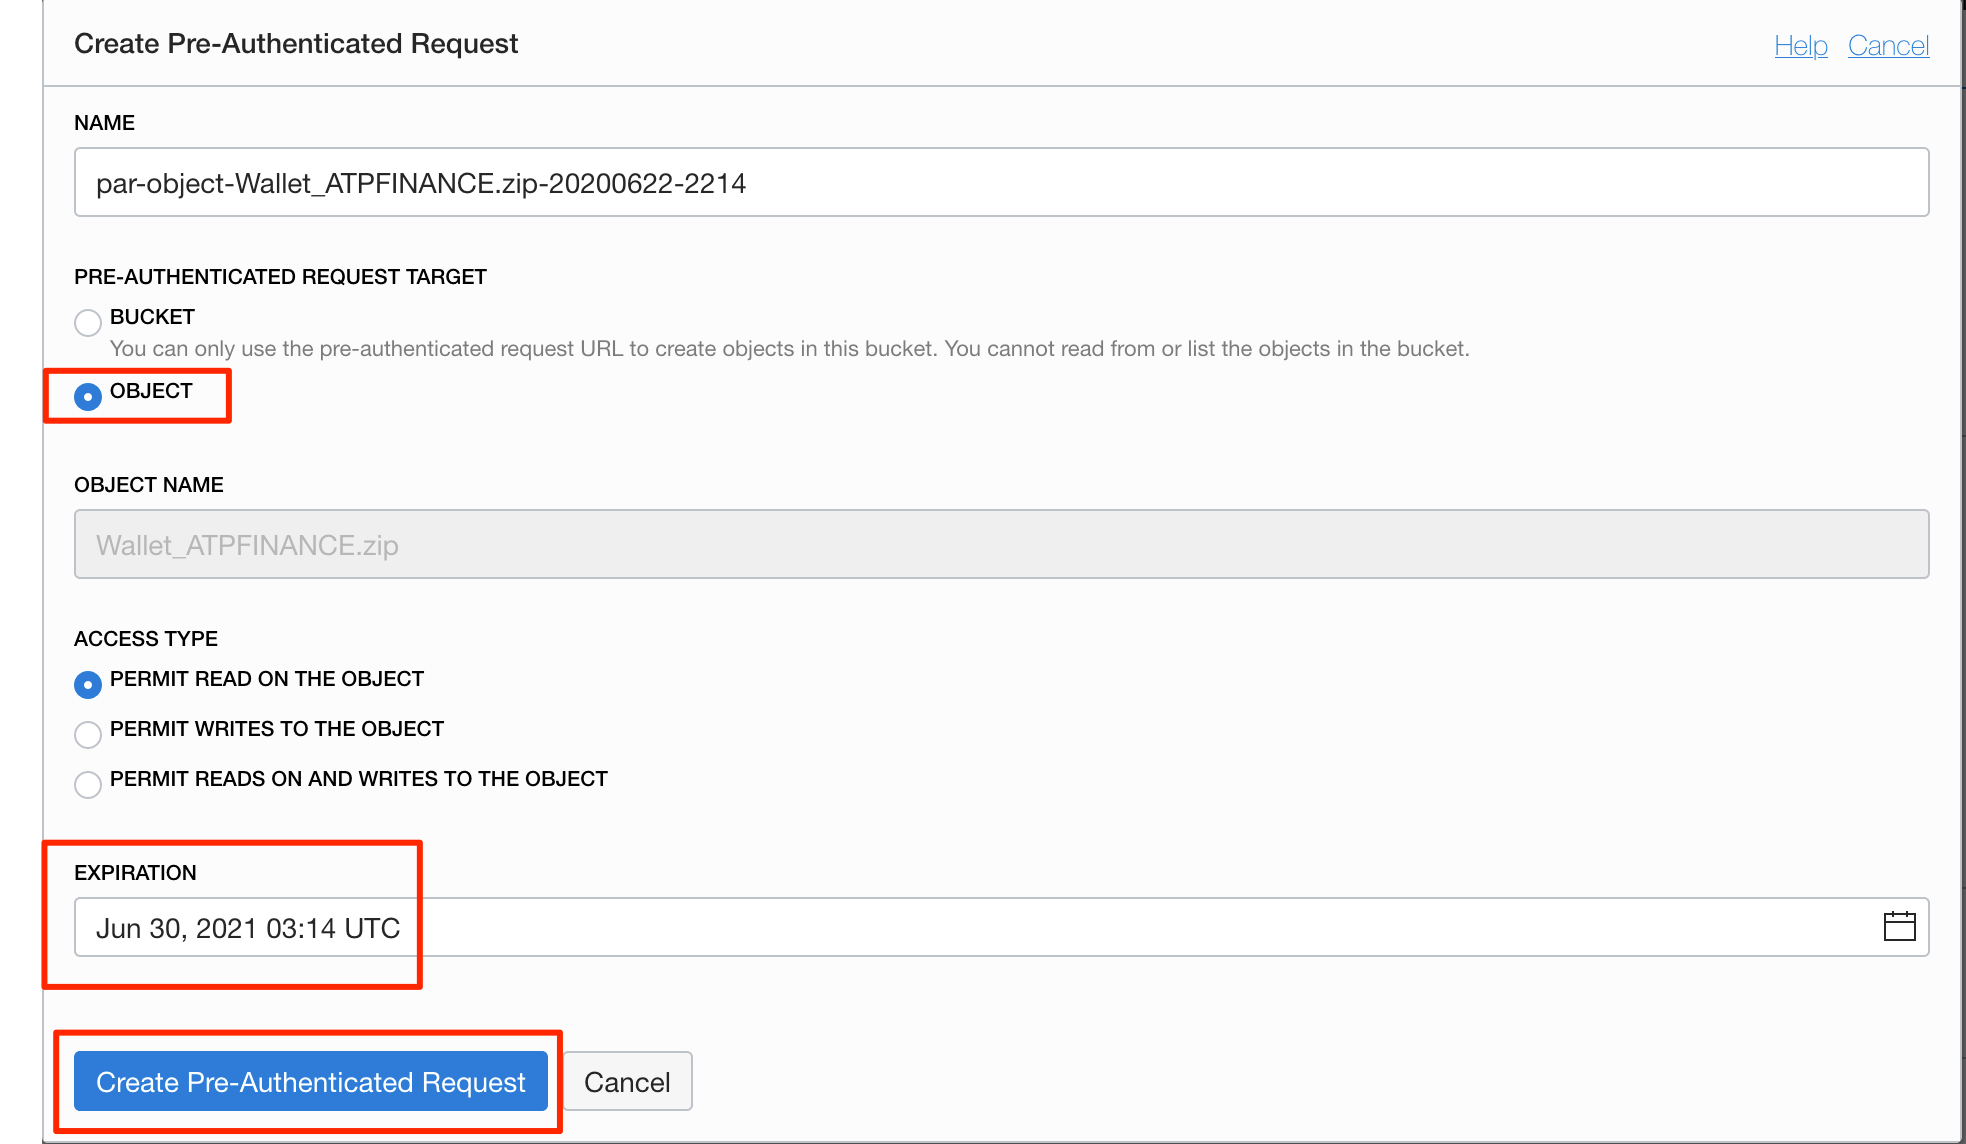 Create Pre-Authenticated Request
Help Cancel
NAME
par-object-Wallet_ATPFINANCE.zip-20200622-2214
PRE-AUTHENTICATED REQUEST TARGET
BUCKET
You can only use the pre-authenticated request URL to create objects in this bucket. You cannot read from or list the objects in the bucket.
OBJECT
OBJECT NAME
Wallet_ATPFINANCE.zip
ACCESS TYPE
PERMIT READ ON THE OBJECT
PERMIT WRITES TO THE OBJECT
PERMIT READS ON AND WRITES TO THE OBJECT
EXPIRATION
Jun 30, 2021 03:14 UTC
Create Pre-Authenticated Request Cancel